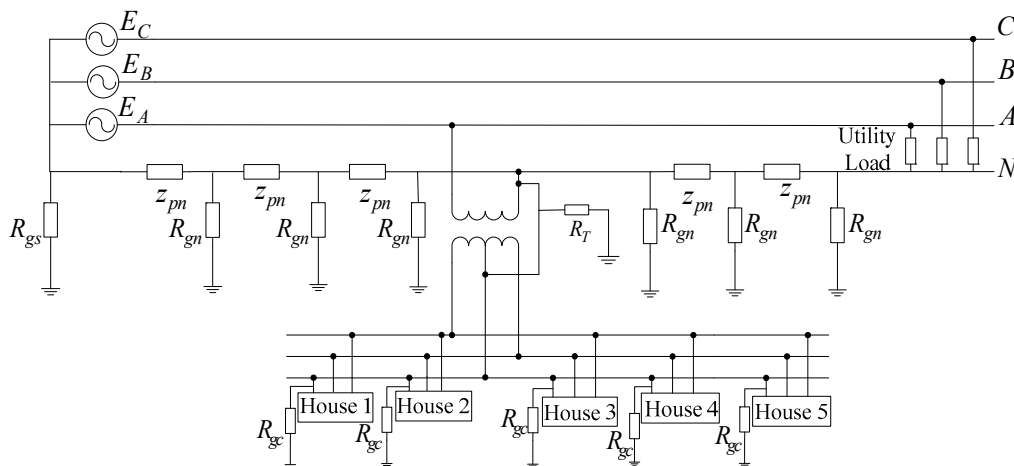 E_C C
E_B B
E_A A
Utility
Load N
z_pn z_pn z_pn z_pn z_pn
R_gs R_gn R_gn R_gn R_T R_gn R_gn R_gn
House 1 House 2 House 3 House 4 House 5
R_gc R_gc R_gc R_gc R_gc